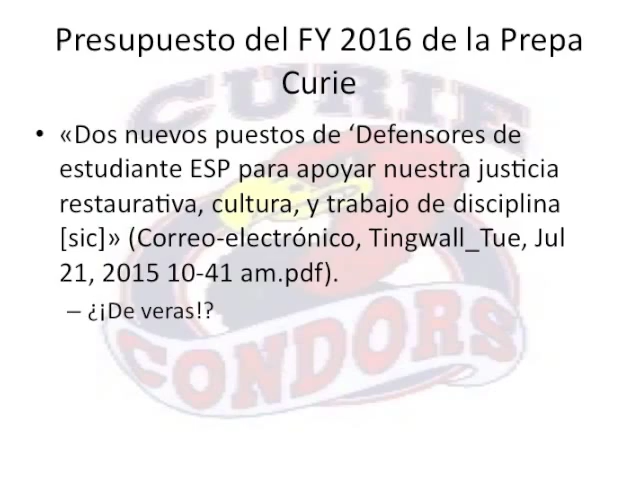 Presupuesto del FY 2016 de la Prepa
Curie
• «Dos nuevos puestos de ‘Defensores de
estudiante ESP para apoyar nuestra justicia
restaurativa, cultura, y trabajo de disciplina
[sic]» (Correo-electrónico, Tingwall_Tue, Jul
21, 2015 10-41 am.pdf).
– ¿¡De veras!?
CURIE
CONDORS